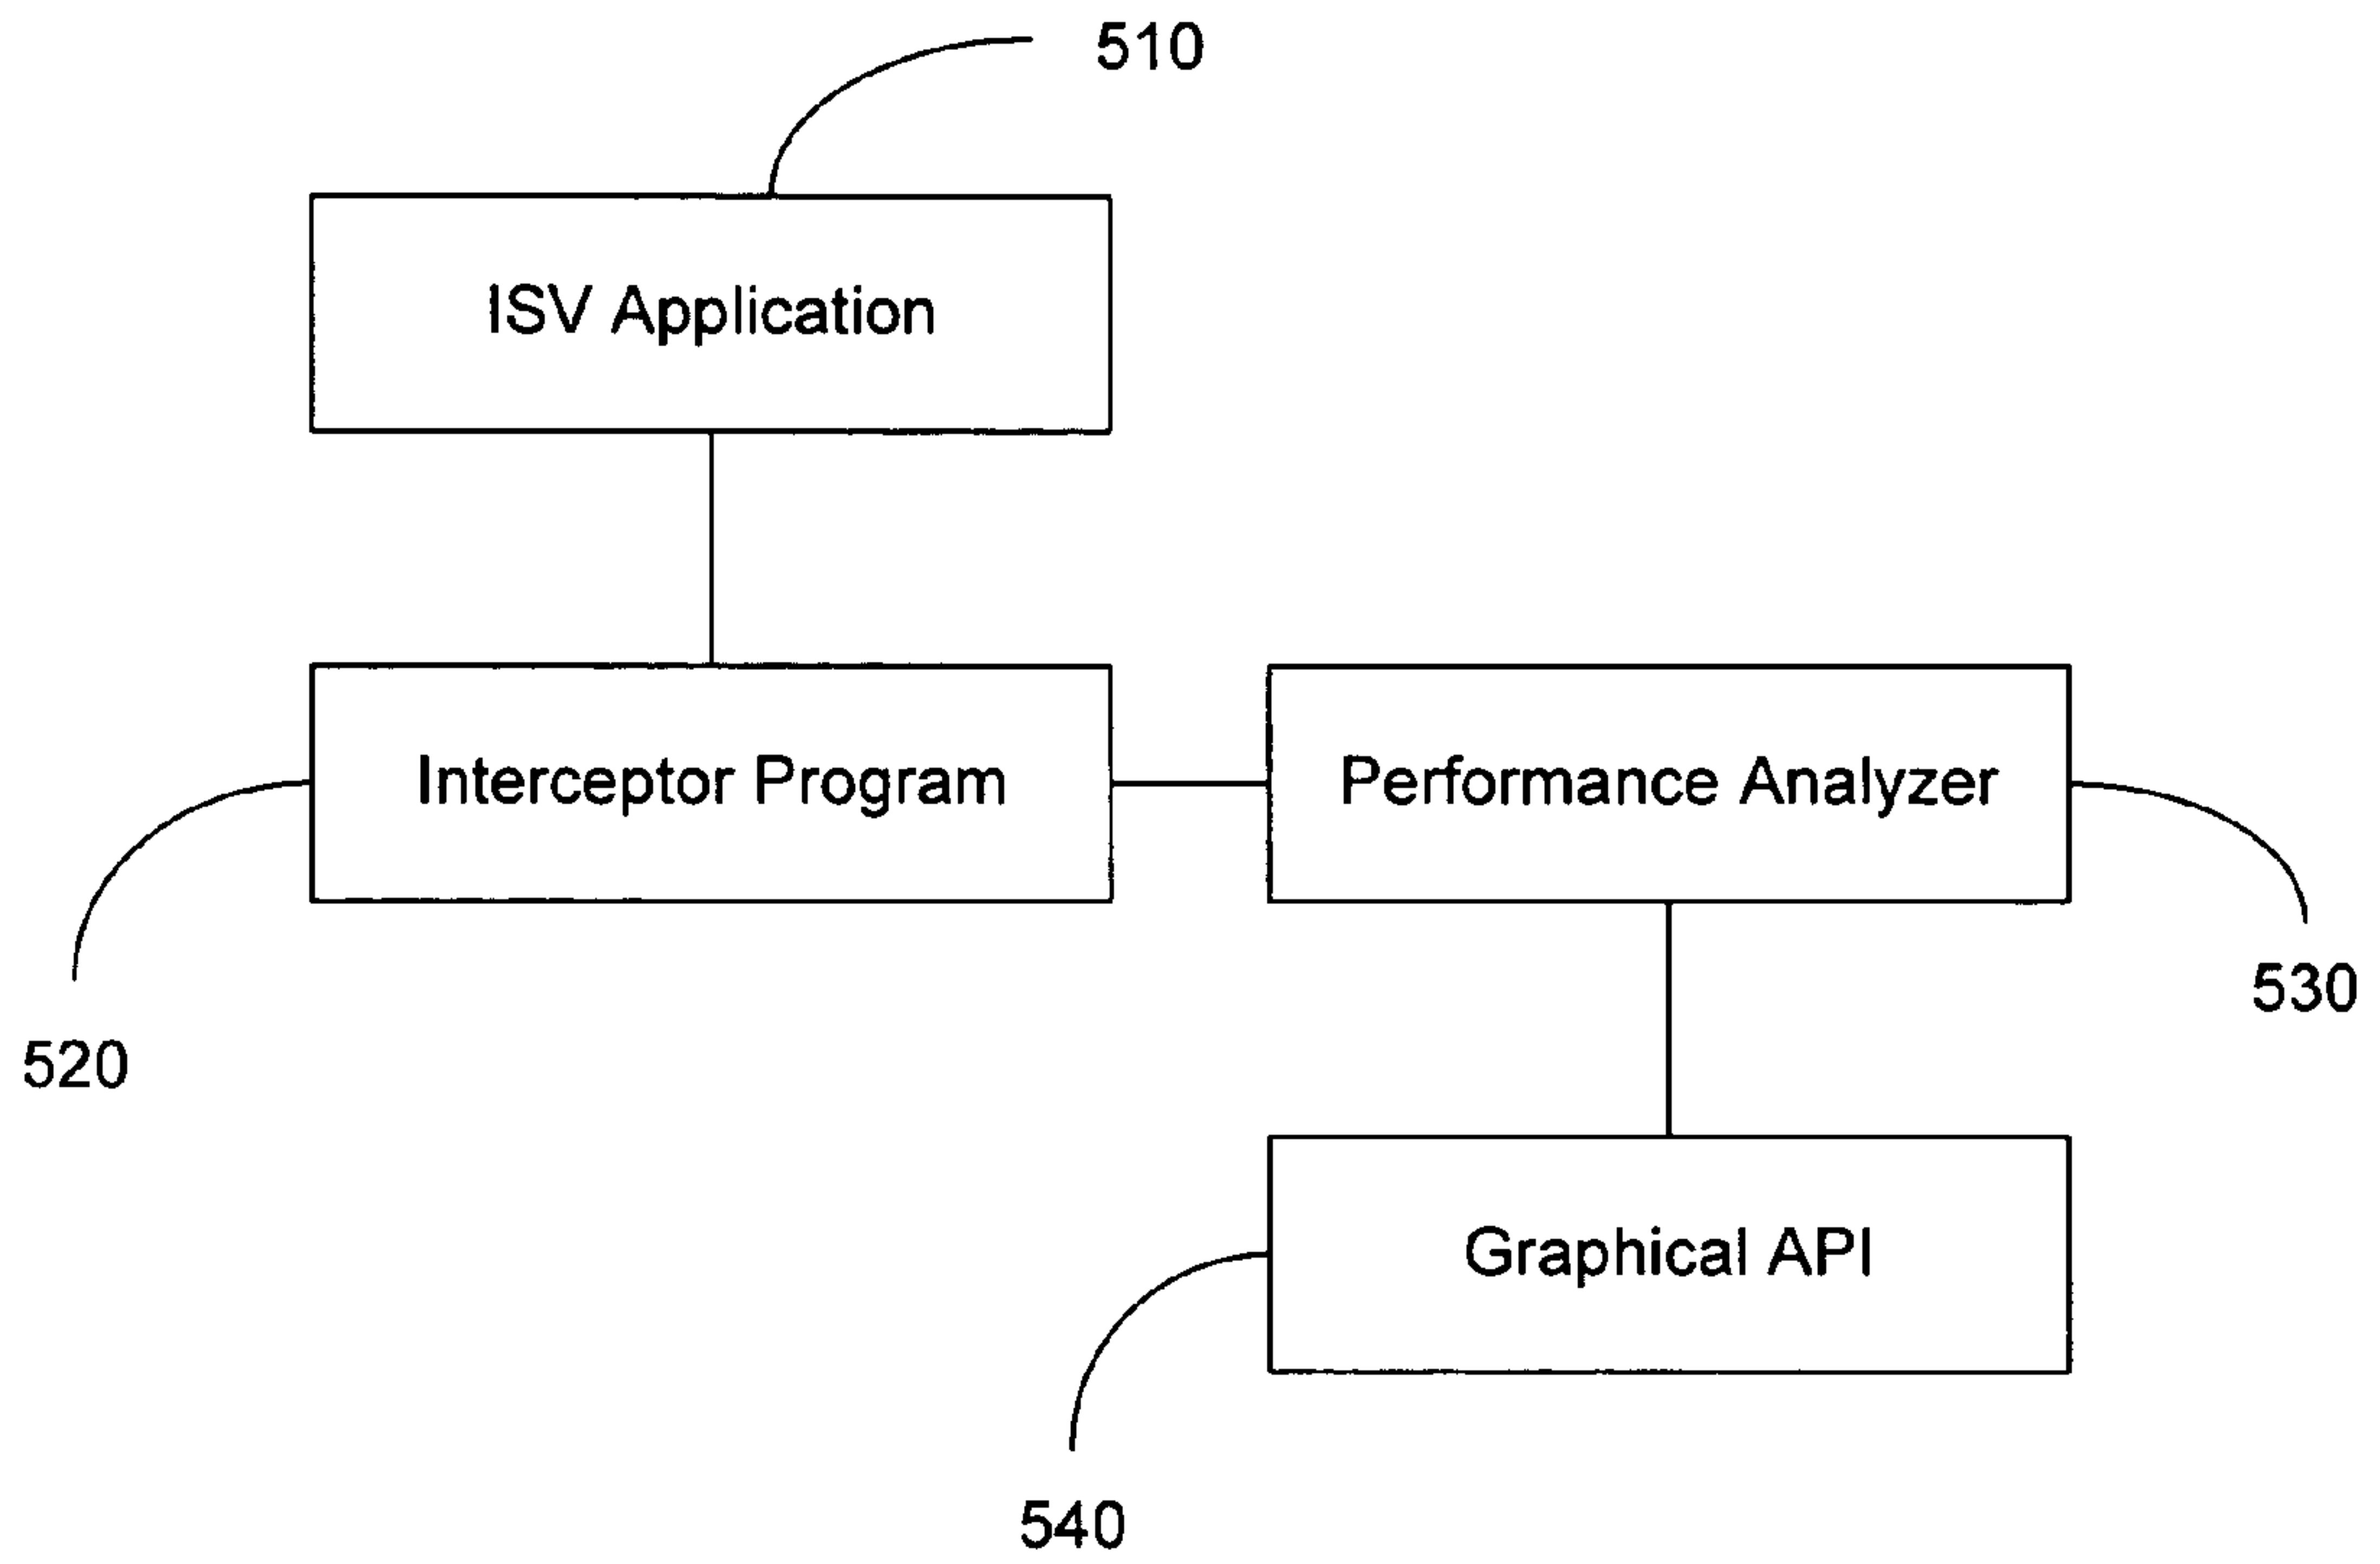 510
ISV Application
Interceptor Program
Performance Analyzer
530
520
Graphical API
540